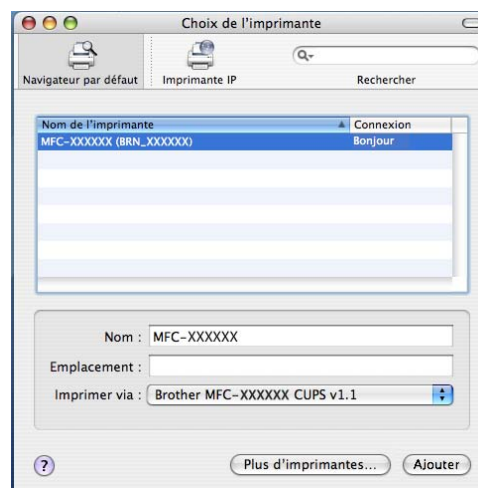 Choix de l'imprimante
Navigateur par défaut Imprimante IP Rechercher
Nom de l'imprimante Connexion
MFC-XXXXXX (BRN_XXXXXX) Bonjour
Nom : MFC-XXXXXX
Emplacement :
Imprimer via : Brother MFC-XXXXXX CUPS v1.1
? Plus d'imprimantes... Ajouter